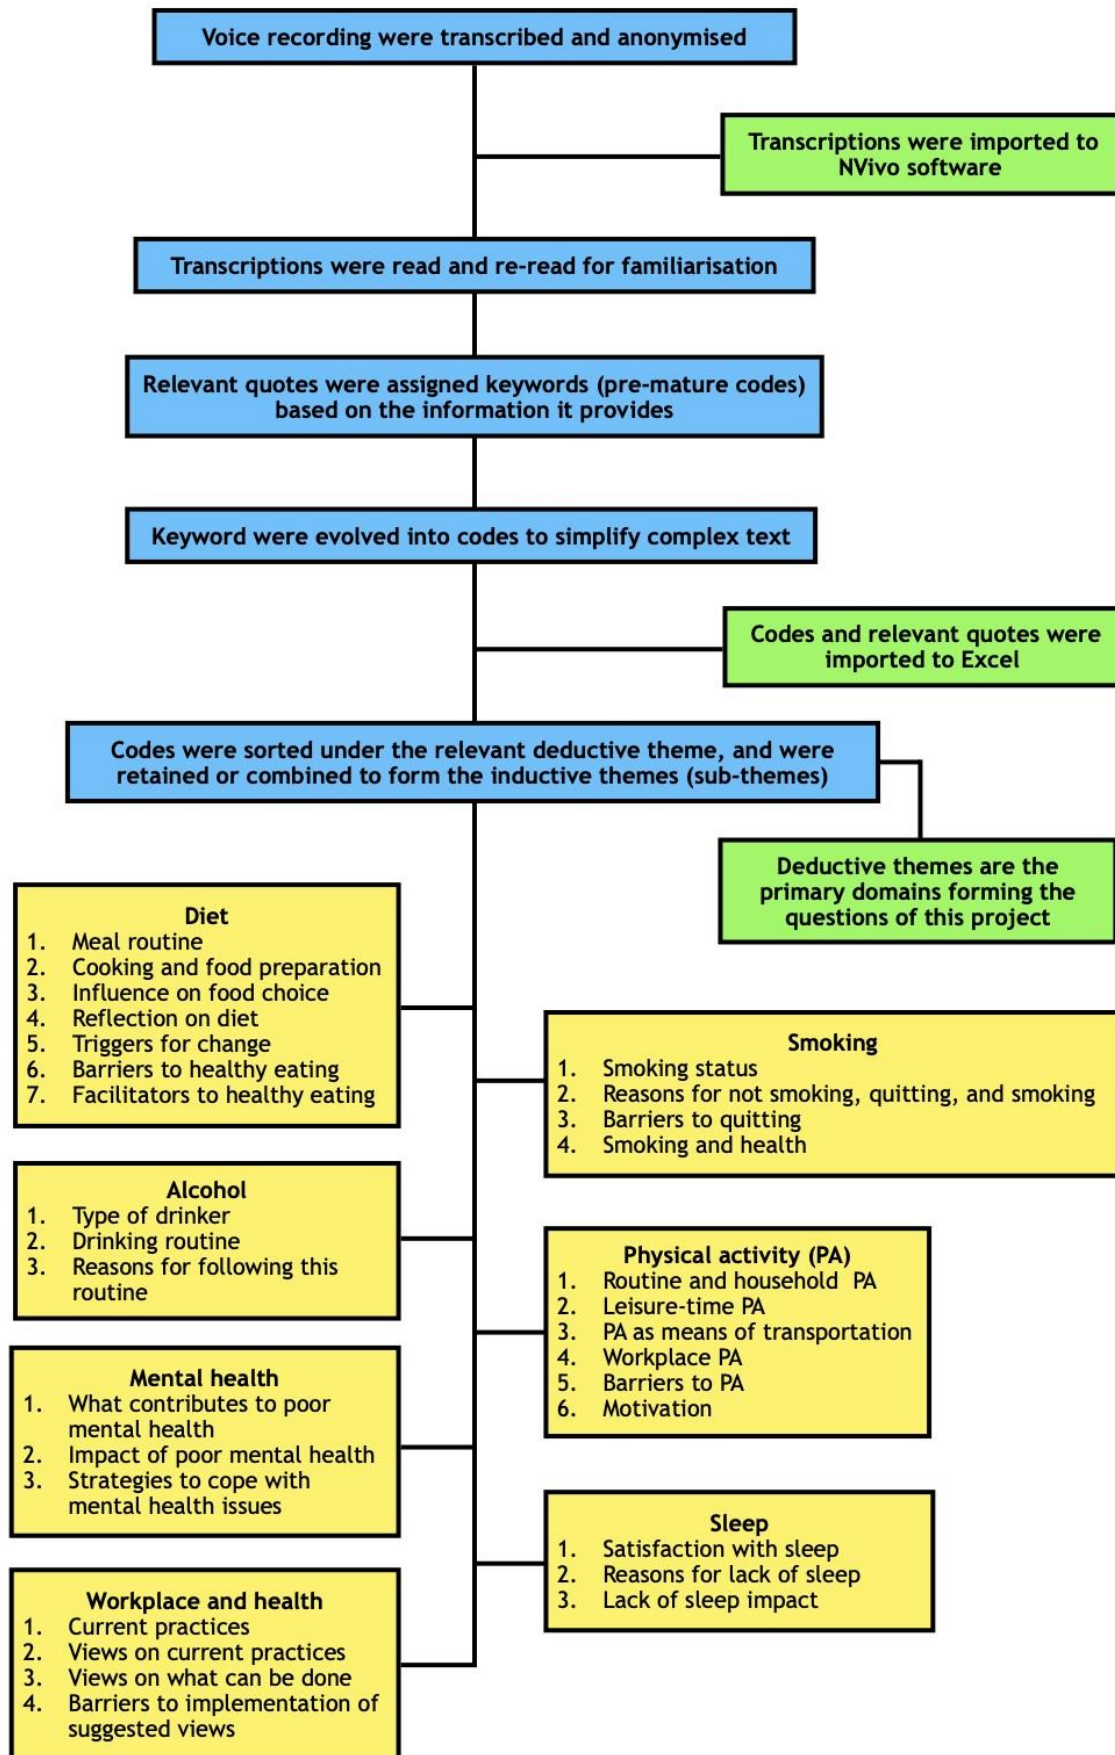 Voice recording were transcribed and anonymised
Transcriptions were imported to
NVivo software
Transcriptions were read and re-read for familiarisation
Relevant quotes were assigned keywords (pre-mature codes)
based on the information it provides
Keyword were evolved into codes to simplify complex text
Codes and relevant quotes were
imported to Excel
Codes were sorted under the relevant deductive theme, and were
retained or combined to form the inductive themes (sub-themes)
Deductive themes are the
primary domains forming the
questions of this project
Diet
1. Meal routine
2. Cooking and food preparation
3. Influence on food choice
4. Reflection on diet
5. Triggers for change
6. Barriers to healthy eating
7. Facilitators to healthy eating
Smoking
1. Smoking status
2. Reasons for not smoking, quitting, and smoking
3. Barriers to quitting
4. Smoking and health
Alcohol
1. Type of drinker
2. Drinking routine
3. Reasons for following this
routine
Physical activity (PA)
1. Routine and household PA
2. Leisure-time PA
3. PA as means of transportation
4. Workplace PA
5. Barriers to PA
6. Motivation
Mental health
1. What contributes to poor
mental health
2. Impact of poor mental health
3. Strategies to cope with
mental health issues
Sleep
1. Satisfaction with sleep
2. Reasons for lack of sleep
3. Lack of sleep impact
Workplace and health
1. Current practices
2. Views on current practices
3. Views on what can be done
4. Barriers to implementation of
suggested views